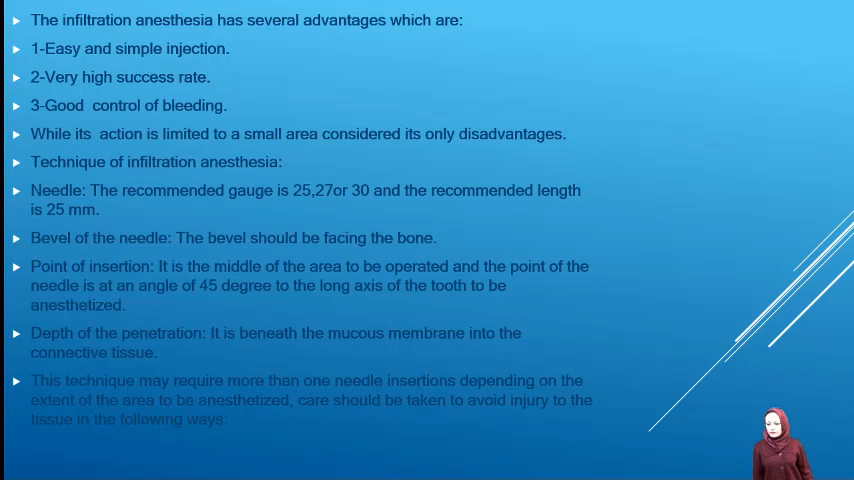 The infiltration anesthesia has several advantages which are:
1-Easy and simple injection.
2-Very high success rate.
3-Good control of bleeding.
While its action is limited to a small area considered its only disadvantages.
Technique of infiltration anesthesia:
Needle: The recommended gauge is 25,27or 30 and the recommended length
is 25 mm.
Bevel of the needle: The bevel should be facing the bone.
Point of insertion: It is the middle of the area to be operated and the point of the
needle is at an angle of 45 degree to the long axis of the tooth to be
anesthetized.
Depth of the penetration: It is beneath the mucous membrane into the
connective tissue.
This technique may require more than one needle insertions depending on the
extent of the area to be anesthetized, care should be taken to avoid injury to the
tissue in the following ways: